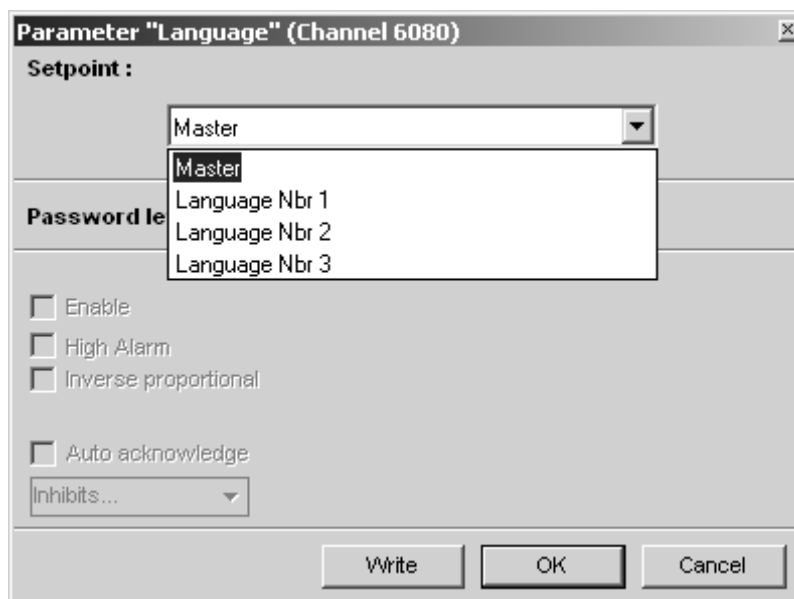 Parameter "Language" (Channel 6080)
Setpoint :
Master
Master
Language Nbr 1
Language Nbr 2
Language Nbr 3
Password le
Enable
High Alarm
Inverse proportional
Auto acknowledge
Inhibits...
Write OK Cancel